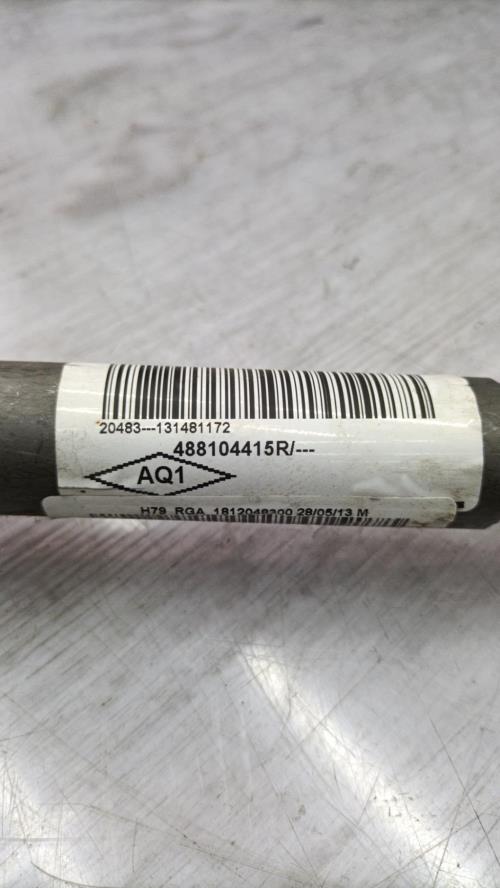 20483---131481172
488104415R/---
AQ1
H79 RGA 1812048300 28/05/13 M